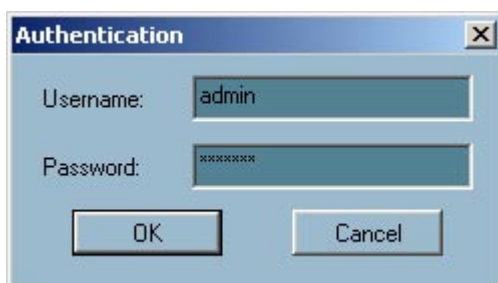 Authentication
Username: admin
Password: *******
OK Cancel